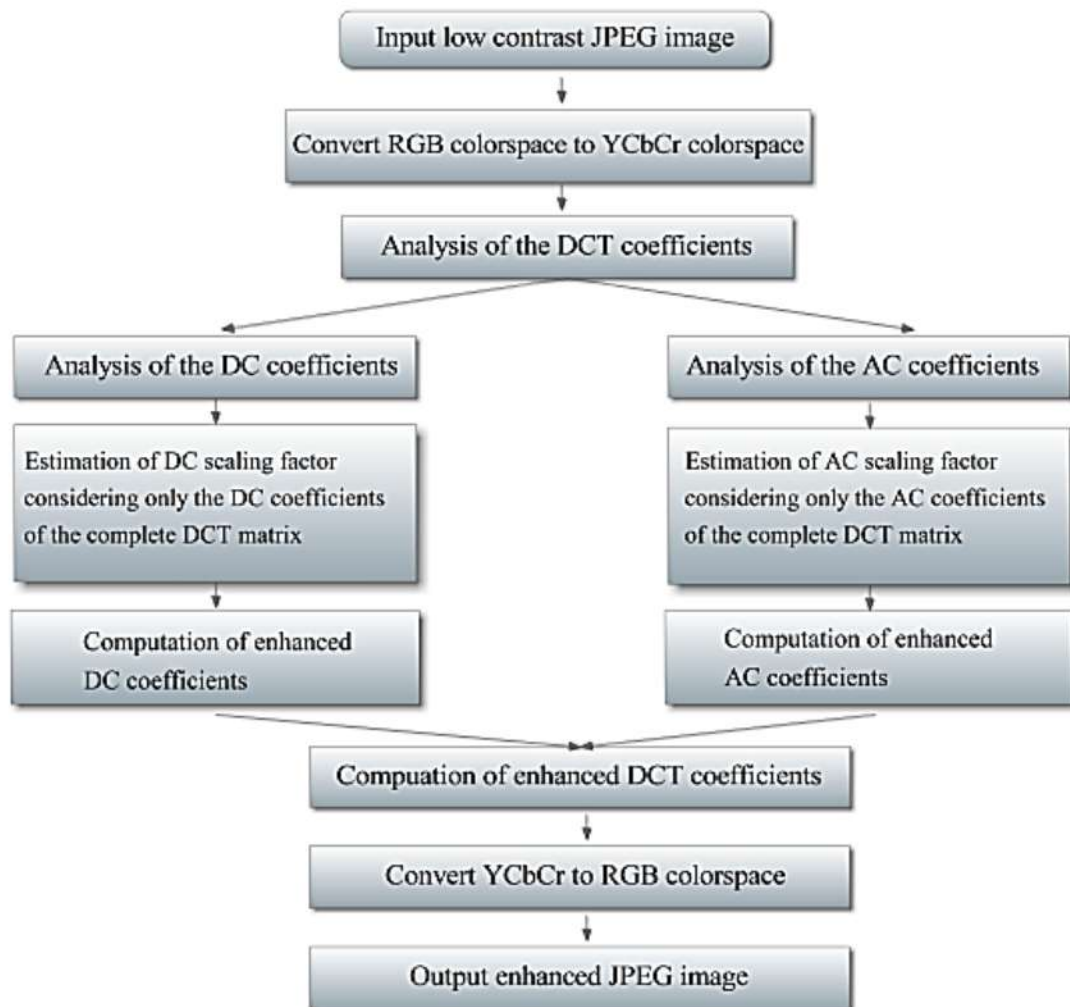 Input low contrast JPEG image
Convert RGB colorspace to YCbCr colorspace
Analysis of the DCT coefficients
Analysis of the DC coefficients
Estimation of DC scaling factor
considering only the DC coefficients
of the complete DCT matrix
Computation of enhanced
DC coefficients
Analysis of the AC coefficients
Estimation of AC scaling factor
considering only the AC coefficients
of the complete DCT matrix
Computation of enhanced
AC coefficients
Compuation of enhanced DCT coefficients
Convert YCbCr to RGB colorspace
Output enhanced JPEG image